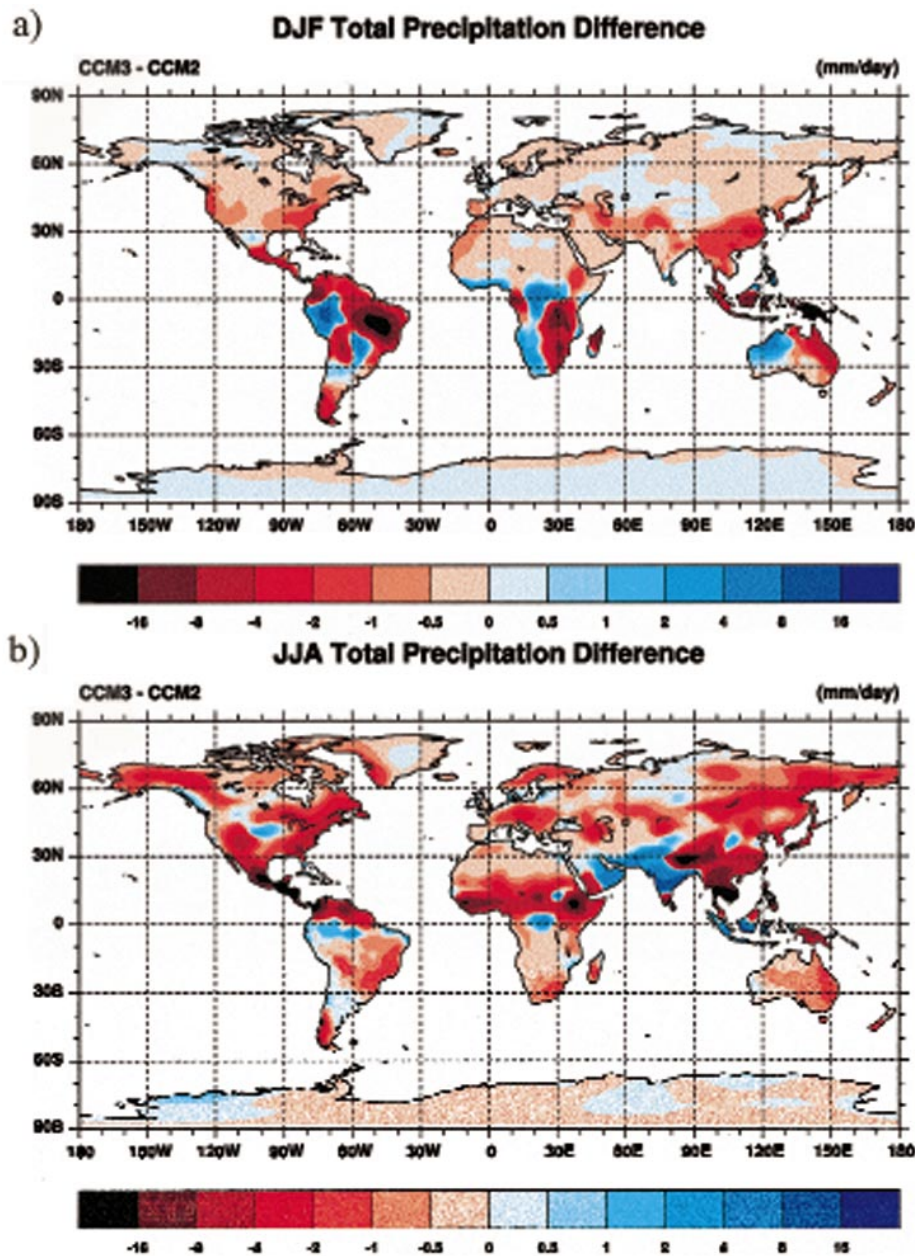 a)
DJF Total Precipitation Difference
CCM3 - CCM2 (mm/day)
90N
60N
30N
0
30S
60S
90S
180 150W 120W 90W 60W 30W 0 30E 60E 90E 120E 150E 180
-16 -8 -4 -2 -1 -0.5 0 0.5 1 2 4 8 16
b)
JJA Total Precipitation Difference
CCM3 - CCM2 (mm/day)
90N
60N
30N
0
30S
60S
90S
180 150W 120W 90W 60W 30W 0 30E 60E 90E 120E 150E 180
-16 -8 -4 -2 -1 -0.5 0 0.5 1 2 4 8 16